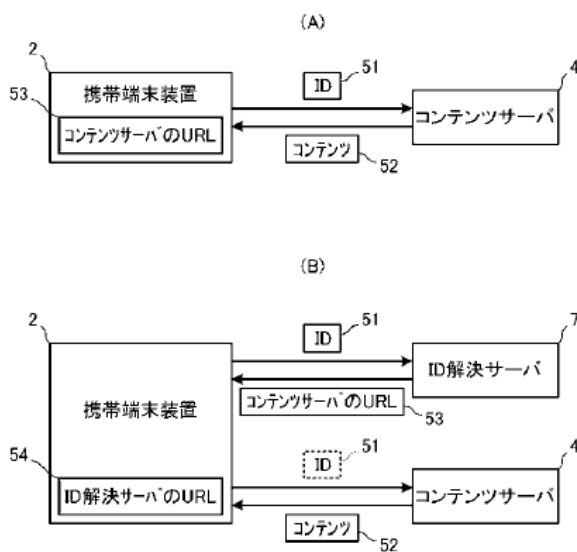 (A)
2
51
4
53
携帯端末装置
ID
コンテンツサーバのURL
コンテンツサーバ
コンテンツ
52
(B)
2
51
7
ID
ID解決サーバ
携帯端末装置
コンテンツサーバのURL
53
54
51
4
ID
ID解決サーバのURL
コンテンツサーバ
コンテンツ
52